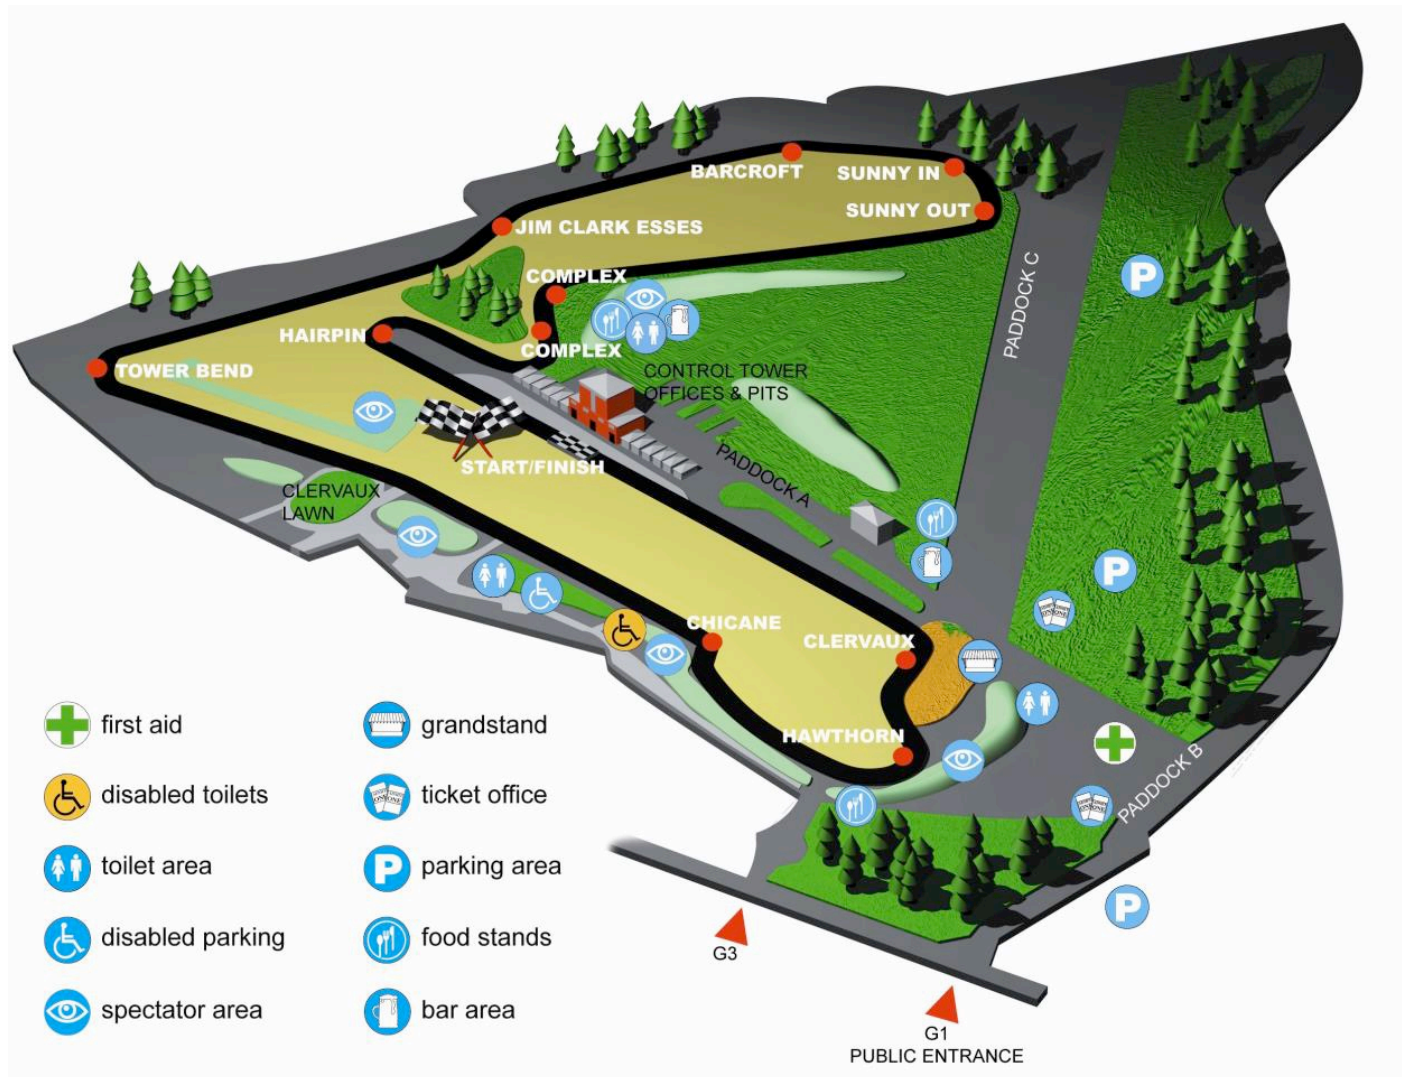 BARCROFT
SUNNY IN
SUNNY OUT
JIM CLARK ESSES
PADDOCK C
P
COMPLEX
HAIRPIN
COMPLEX
TOWER BEND
CONTROL TOWER
OFFICES & PITS
START/FINISH
PADDOCK A
CLERVAUX
LAWN
P
CHICANE
CLERVAUX
HAWTHORN
PADDOCK B
P
first aid
grandstand
disabled toilets
ticket office
toilet area
P
parking area
disabled parking
food stands
spectator area
bar area
G3
G1
PUBLIC ENTRANCE